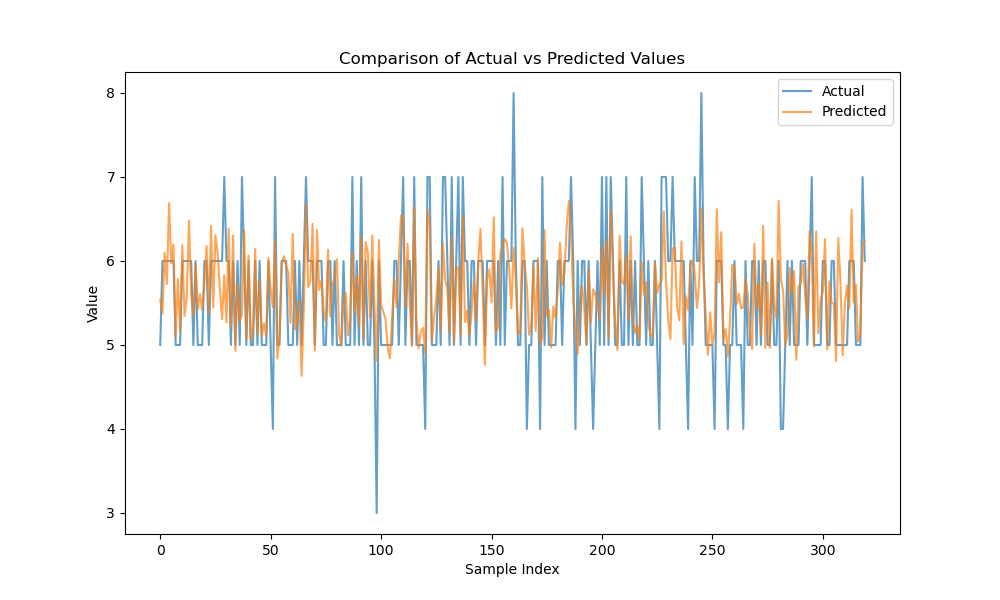 Comparison of Actual vs Predicted Values
Actual
Predicted
8
7
6
5
4
3
Value
0 50 100 150 200 250 300
Sample Index